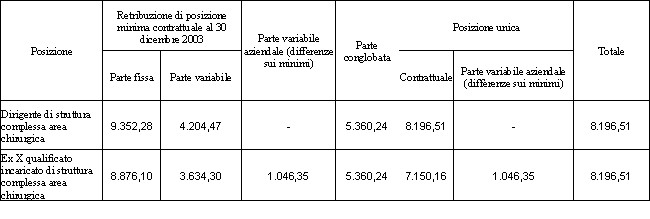 Posizione
Retribuzione di posizione
minima contrattuale al 30
dicembre 2003
Parte fissa
Parte variabile
Parte variabile
aziendale (differenze
sui minimi)
Parte
conglobata
Posizione unica
Contrattuale
Parte variabile aziendale
(differenze sui minimi)
Totale
Dirigente di struttura
complessa area
chirurgica
9.352,28
4.204,47
-
5.360,24
8.196,51
-
8.196,51
Ex X qualificato
incaricato di struttura
complessa area
chirurgica
8.876,10
3.634,30
1.046,35
5.360,24
7.150,16
1.046,35
8.196,51